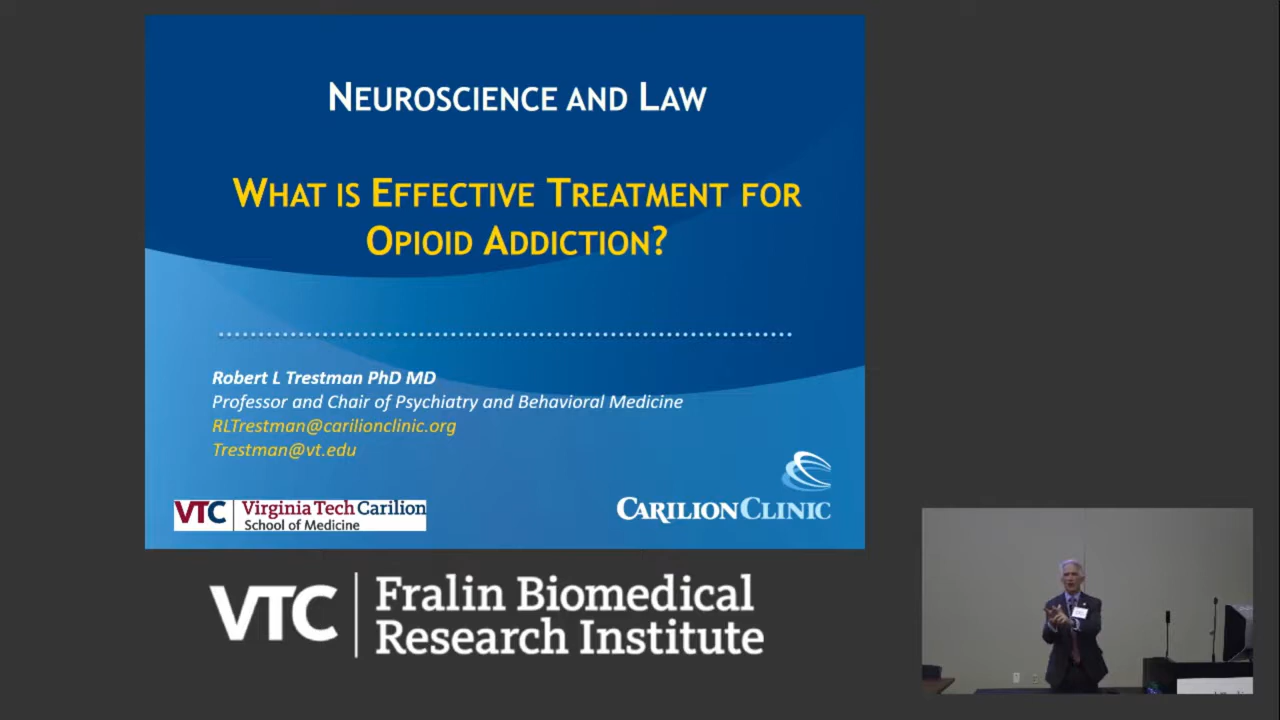 NEUROSCIENCE AND LAW
WHAT IS EFFECTIVE TREATMENT FOR
OPIOID ADDICTION?
Robert L Trestman PhD MD
Professor and Chair of Psychiatry and Behavioral Medicine
RLTrestman@carilionclinic.org
Trestman@vt.edu
VTC Virginia Tech Carilion
School of Medicine
CARILION CLINIC
VTC Fralin Biomedical
Research Institute